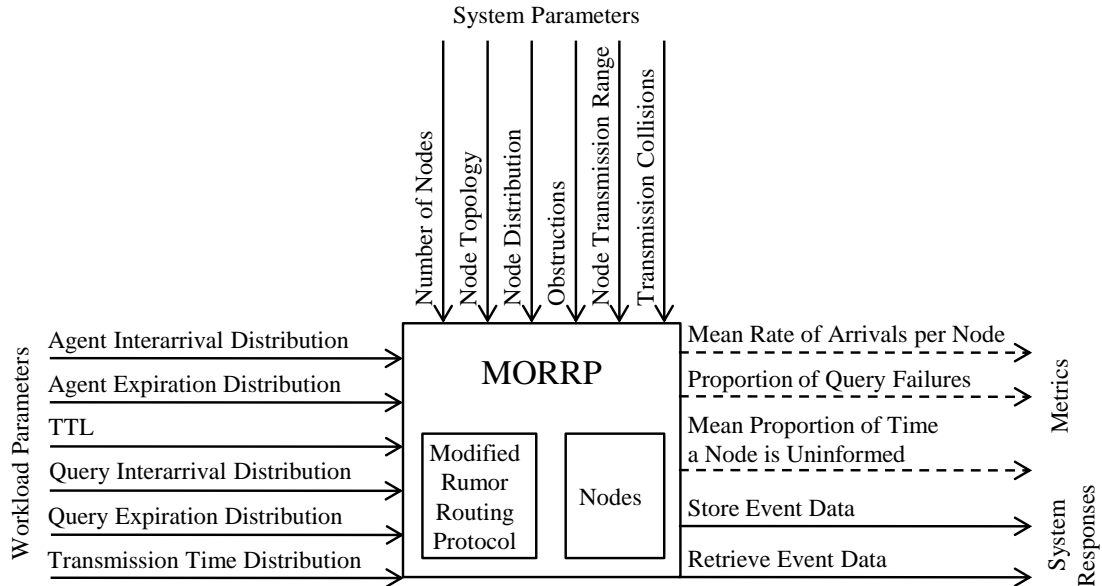 System Parameters
Number of Nodes
Node Topology
Node Distribution
Obstructions
Node Transmission Range
Transmission Collisions
Workload Parameters
Agent Interarrival Distribution
Agent Expiration Distribution
TTL
Query Interarrival Distribution
Query Expiration Distribution
Transmission Time Distribution
MORRP
Modified
Rumor
Routing
Protocol
Nodes
Mean Rate of Arrivals per Node
Proportion of Query Failures
Mean Proportion of Time
a Node is Uninformed
Store Event Data
Retrieve Event Data
Metrics
System
Responses